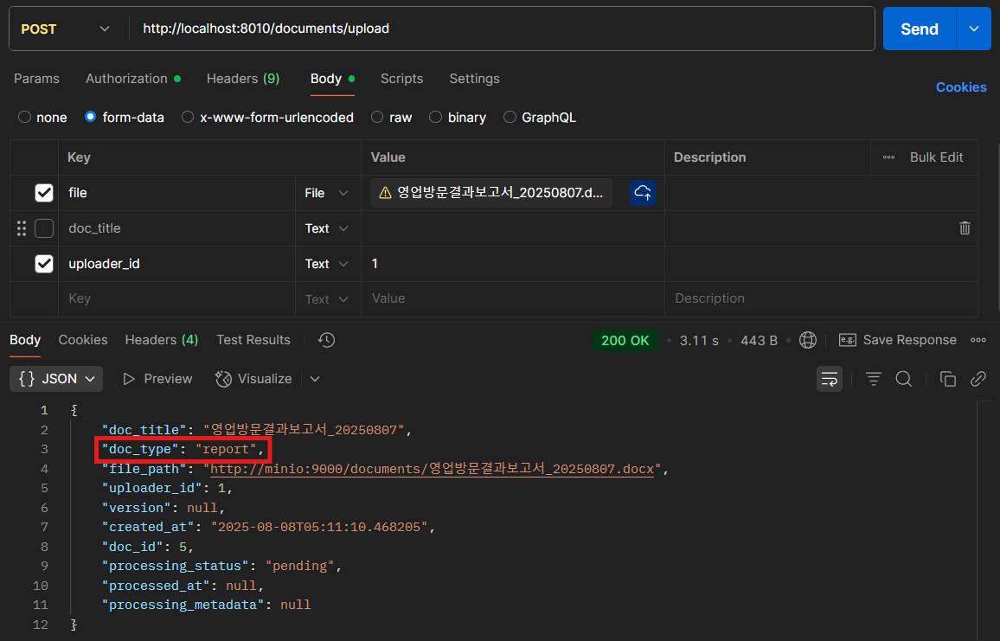 POST http://localhost:8010/documents/upload Send
Params Authorization Headers (9) Body Scripts Settings Cookies
none form-data x-www-form-urlencoded raw binary GraphQL
Key Value Description Bulk Edit
file File 영업방문결과보고서_20250807.d...
doc_title Text
uploader_id Text 1
Key Text Value Description
Body Cookies Headers (4) Test Results 200 OK 3.11 s 443 B e.g. Save Response
{} JSON Preview Visualize
1 {
2 "doc_title": "영업방문결과보고서_20250807",
3 "doc_type": "report",
4 "file_path": "http://minio:9000/documents/영업방문결과보고서_20250807.docx",
5 "uploader_id": 1,
6 "version": null,
7 "created_at": "2025-08-08T05:11:10.468205",
8 "doc_id": 5,
9 "processing_status": "pending",
10 "processed_at": null,
11 "processing_metadata": null
12 }